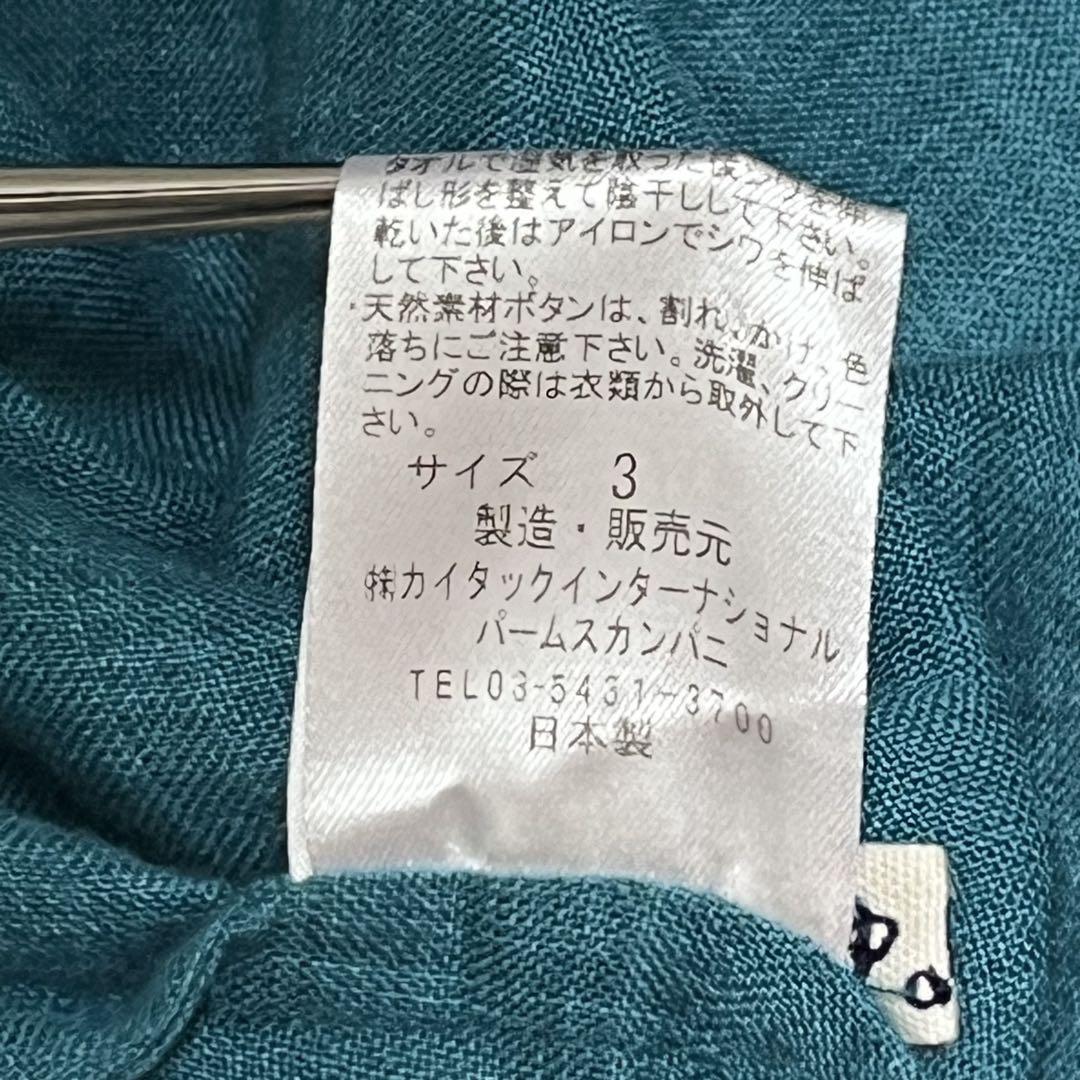 タオルで湿気を取った後シワを伸
ばし形を整えて陰干しして下さい。
乾いた後はアイロンでシワを伸ば
して下さい。
・天然素材ボタンは、割れ、かけ、色
落ちにご注意下さい。洗濯、クリー
ニングの際は衣類から取外して下
さい。
サイズ 3
製造・販売元
㈱カイタックインターナショナル
パームスカンパニ
TEL03-5431-3700
日本製